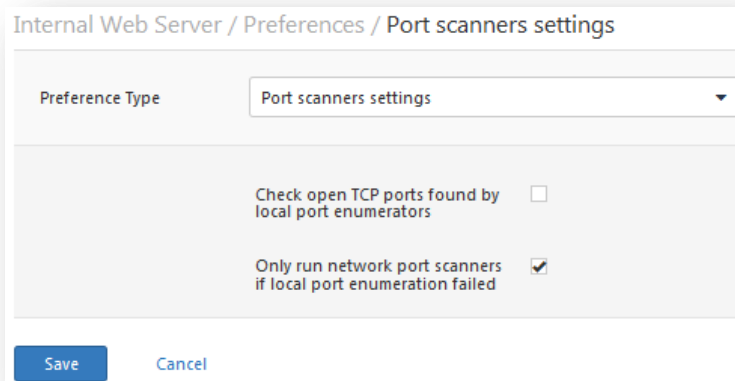 Internal Web Server / Preferences / Port scanners settings
Preference Type
Port scanners settings
Check open TCP ports found by
local port enumerators
Only run network port scanners
if local port enumeration failed
Save
Cancel